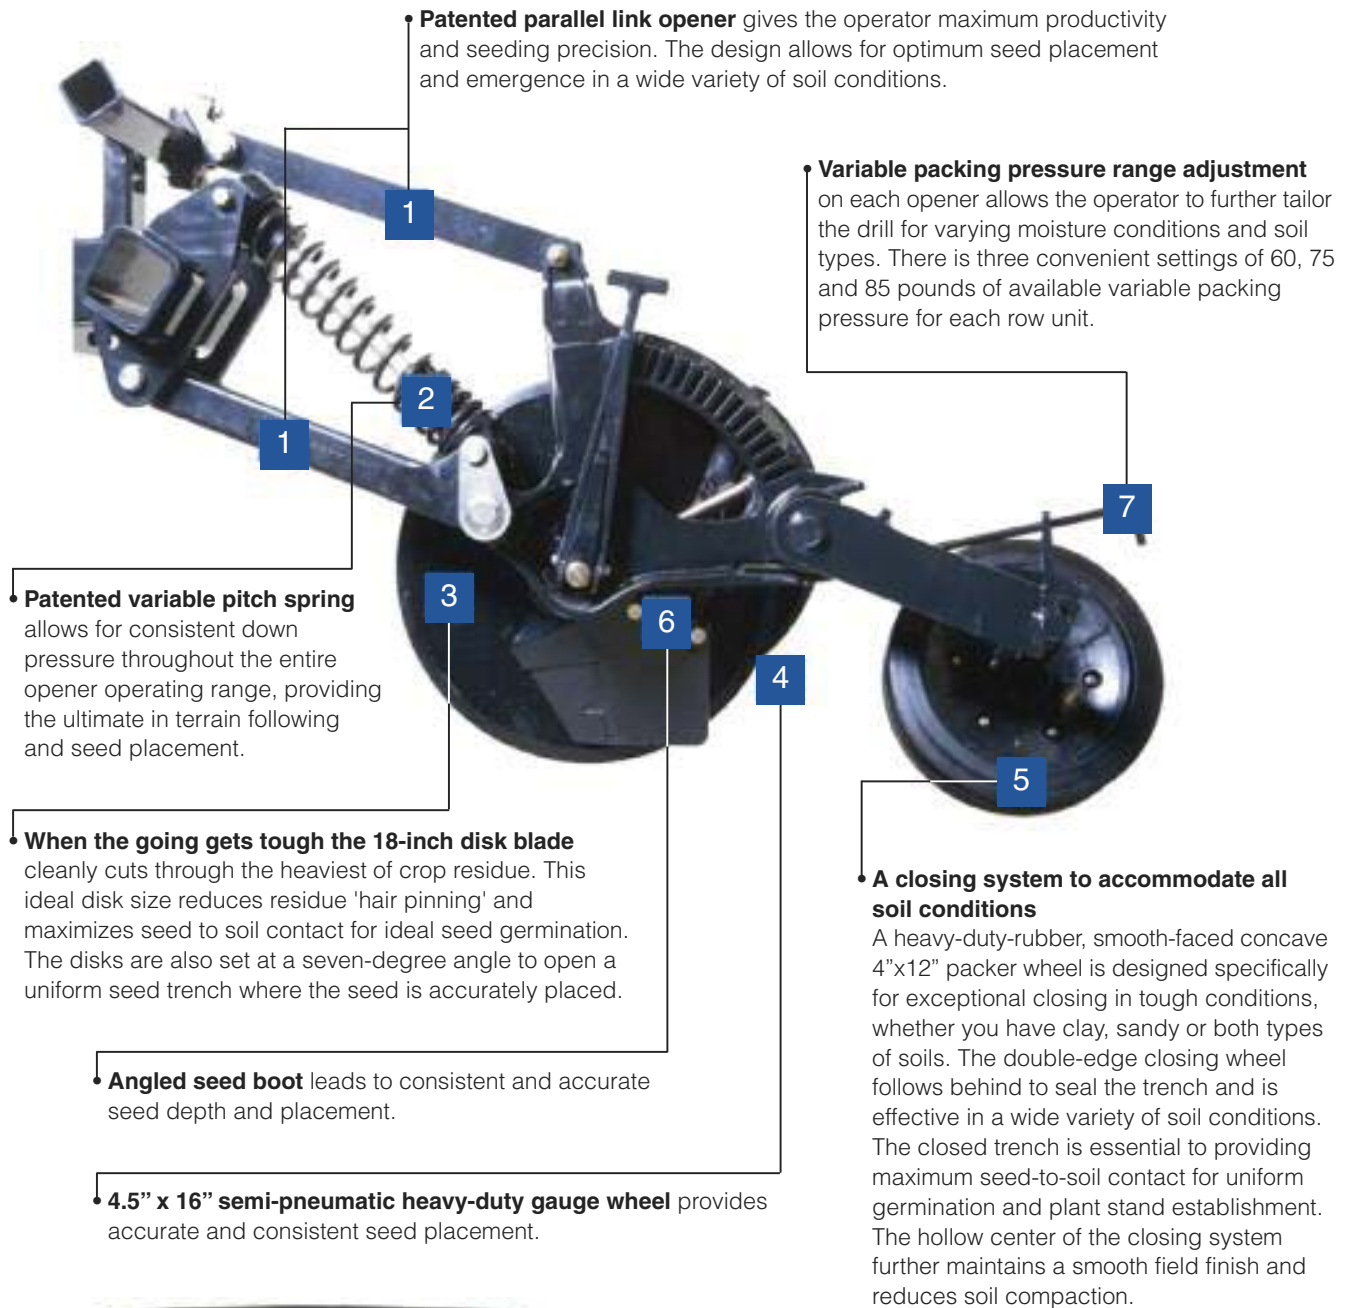 • Patented parallel link opener gives the operator maximum productivity
and seeding precision. The design allows for optimum seed placement
and emergence in a wide variety of soil conditions.
• Variable packing pressure range adjustment
on each opener allows the operator to further tailor
the drill for varying moisture conditions and soil
types. There is three convenient settings of 60, 75
and 85 pounds of available variable packing
pressure for each row unit.
1
2
1
7
3
6
4
5
• Patented variable pitch spring
allows for consistent down
pressure throughout the entire
opener operating range, providing
the ultimate in terrain following
and seed placement.
• When the going gets tough the 18-inch disk blade
cleanly cuts through the heaviest of crop residue. This
ideal disk size reduces residue 'hair pinning' and
maximizes seed to soil contact for ideal seed germination.
The disks are also set at a seven-degree angle to open a
uniform seed trench where the seed is accurately placed.
• Angled seed boot leads to consistent and accurate
seed depth and placement.
• 4.5” x 16” semi-pneumatic heavy-duty gauge wheel provides
accurate and consistent seed placement.
• A closing system to accommodate all
soil conditions
A heavy-duty-rubber, smooth-faced concave
4”x12” packer wheel is designed specifically
for exceptional closing in tough conditions,
whether you have clay, sandy or both types
of soils. The double-edge closing wheel
follows behind to seal the trench and is
effective in a wide variety of soil conditions.
The closed trench is essential to providing
maximum seed-to-soil contact for uniform
germination and plant stand establishment.
The hollow center of the closing system
further maintains a smooth field finish and
reduces soil compaction.